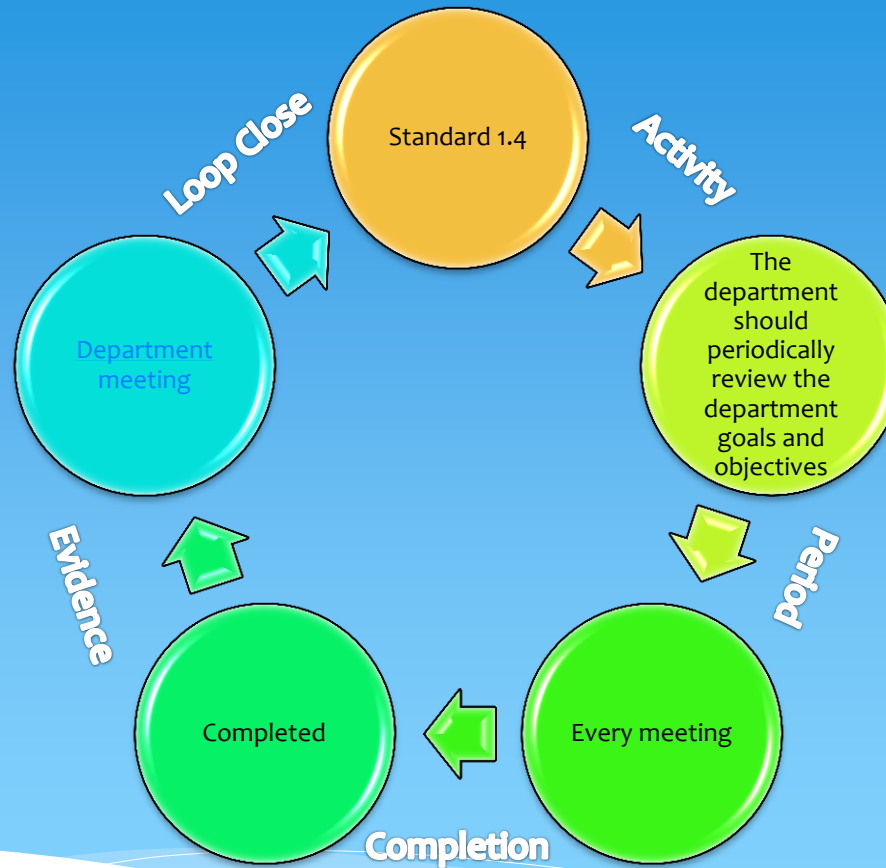 Standard 1.4
Activity
The
department
should
periodically
review the
department
goals and
objectives
Period
Every meeting
Completion
Completed
Evidence
Department
meeting
Loop Close